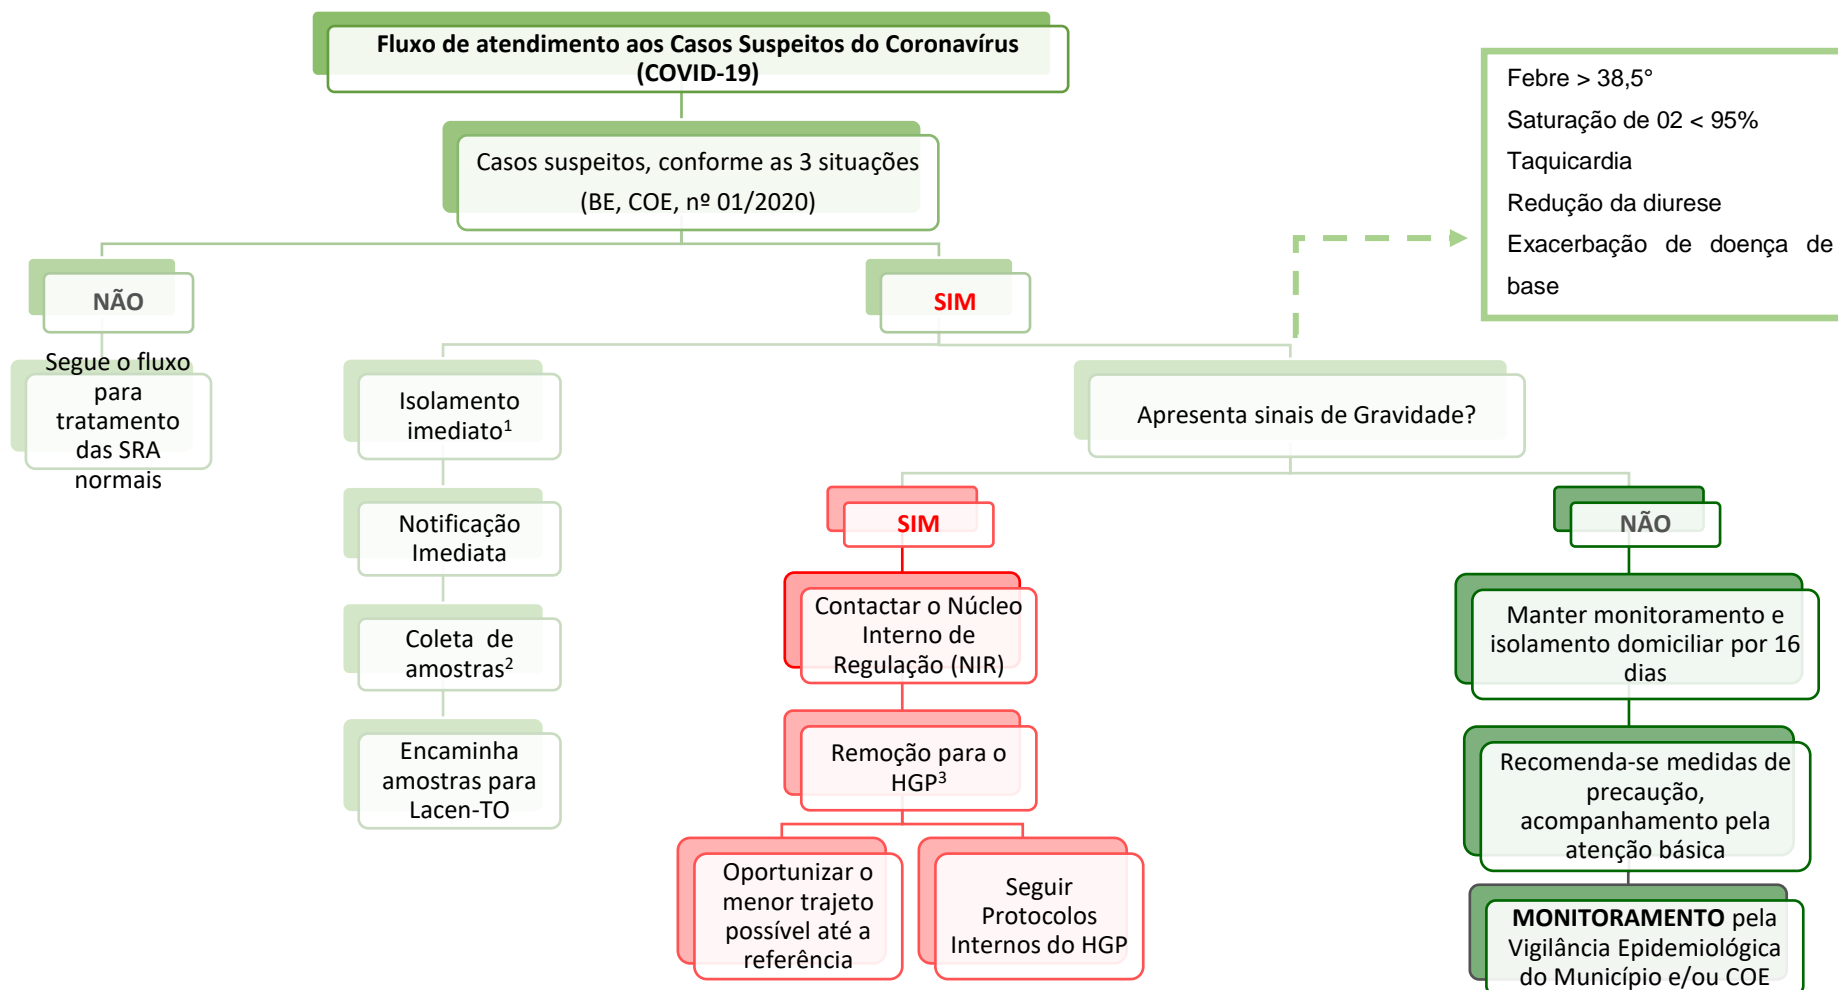 Fluxo de atendimento aos Casos Suspeitos do Coronavírus
(COVID-19)
Febre > 38,5°
Saturação de 02 < 95%
Taquicardia
Redução da diurese
Exacerbação de doença de
base
Casos suspeitos, conforme as 3 situações
(BE, COE, nº 01/2020)
NÃO
SIM
Segue o fluxo
para
tratamento
das SRA
normais
Isolamento
imediato¹
Apresenta sinais de Gravidade?
Notificação
Imediata
Coleta de
amostras²
Encaminha
amostras para
Lacen-TO
SIM
Contactar o Núcleo
Interno de
Regulação (NIR)
Remoção para o
HGP³
Oportunizar o
menor trajeto
possível até a
referência
Seguir
Protocolos
Internos do HGP
NÃO
Manter monitoramento e
isolamento domiciliar por 16
dias
Recomenda-se medidas de
precaução,
acompanhamento pela
atenção básica
MONITORAMENTO pela
Vigilância Epidemiológica
do Município e/ou COE